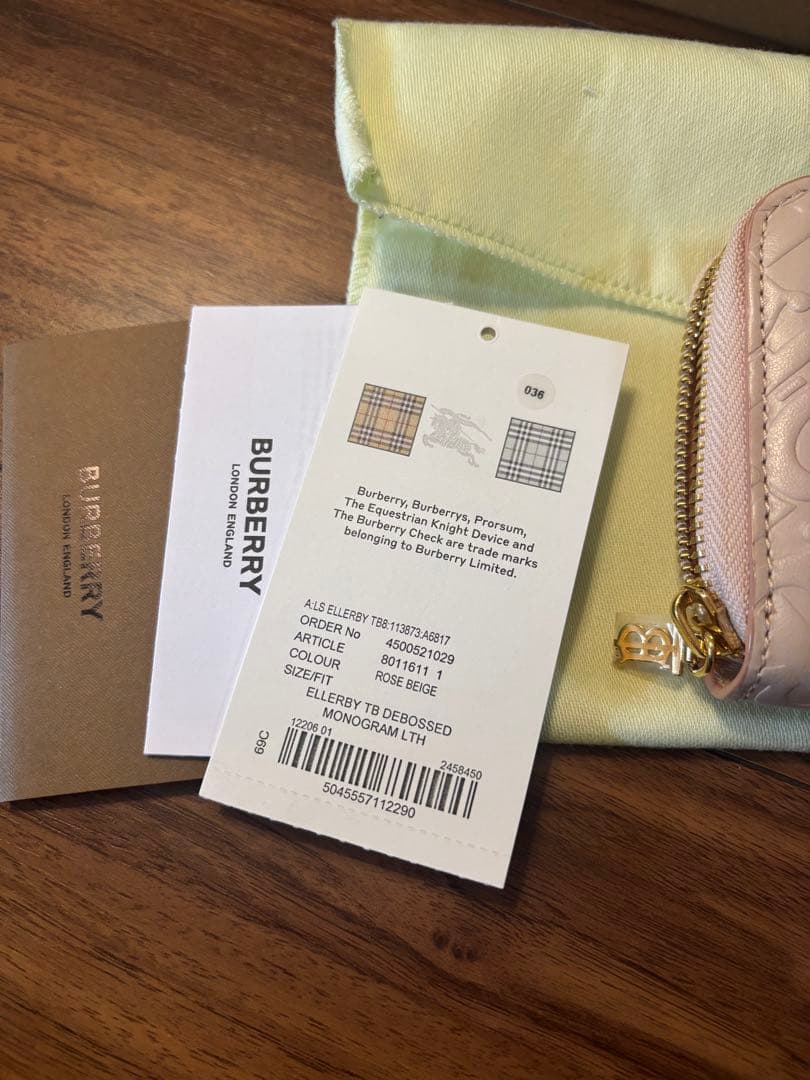 BURBERRY
LONDON ENGLAND
BURBERRY
LONDON ENGLAND
036
Burberry, Burberrys, Prorsum,
The Equestrian Knight Device and
The Burberry Check are trade marks
belonging to Burberry Limited.
A:LS ELLERBY TB8:113873:A6817
ORDER No 4500521029
ARTICLE 8011611 1
COLOUR ROSE BEIGE
SIZE/FIT
ELLERBY TB DEBOSSED
MONOGRAM LTH
12206 01 2458450
C99
5045557112290
TB